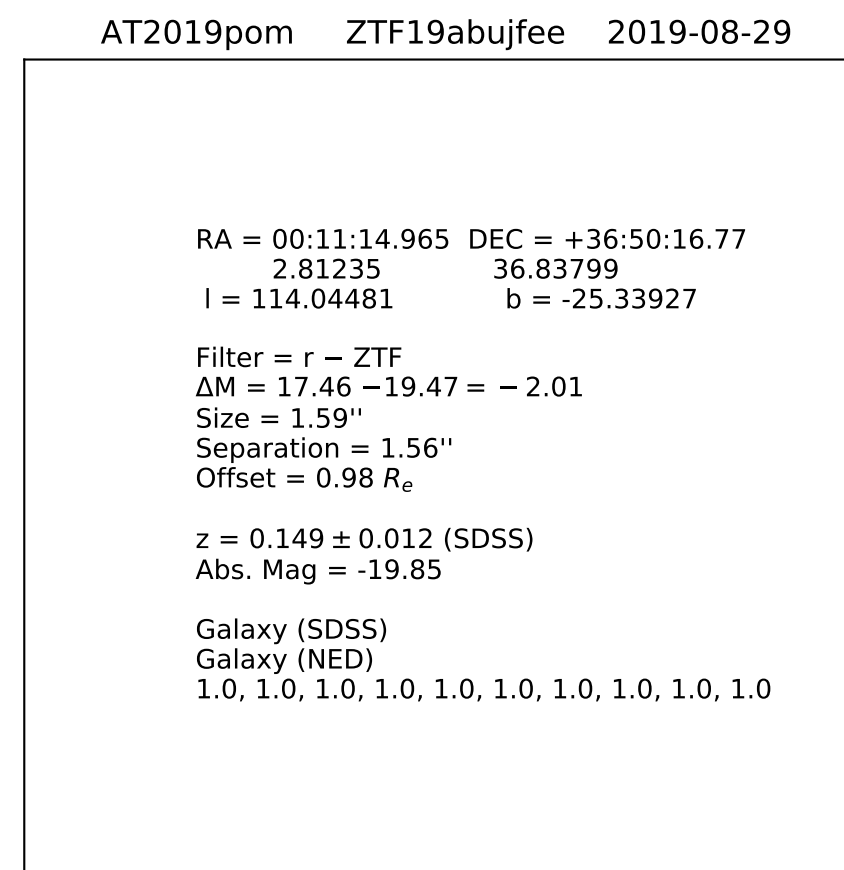 AT2019pom ZTF19abujfee 2019-08-29
RA = 00:11:14.965 DEC = +36:50:16.77
2.81235 36.83799
l = 114.04481 b = -25.33927
Filter = r − ZTF
ΔM = 17.46 −19.47 = − 2.01
Size = 1.59''
Separation = 1.56''
Offset = 0.98 Rₑ
z = 0.149 ± 0.012 (SDSS)
Abs. Mag = -19.85
Galaxy (SDSS)
Galaxy (NED)
1.0, 1.0, 1.0, 1.0, 1.0, 1.0, 1.0, 1.0, 1.0, 1.0